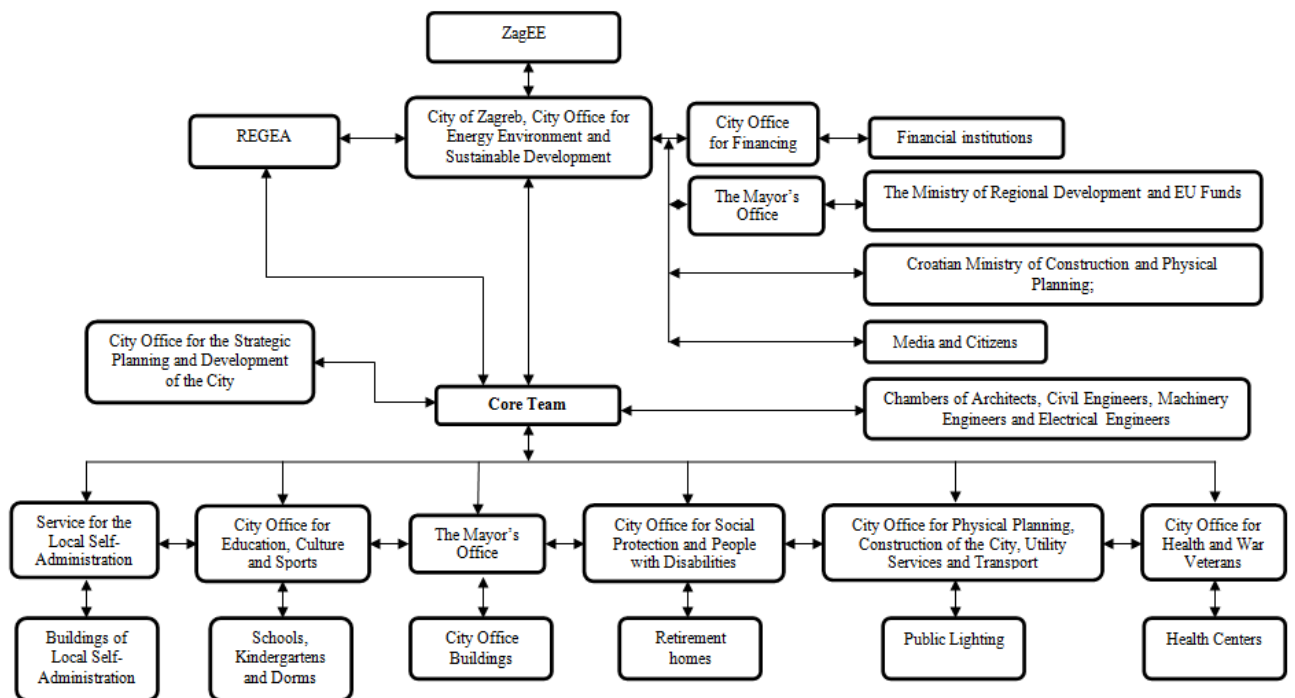 ZagEE
REGEA
City of Zagreb, City Office for
Energy Environment and
Sustainable Development
City Office
for Financing
Financial institutions
The Mayor's
Office
The Ministry of Regional Development and EU Funds
Croatian Ministry of Construction and Physical
Planning;
City Office for the Strategic
Planning and Development
of the City
Media and Citizens
Core Team
Chambers of Architects, Civil Engineers, Machinery
Engineers and Electrical Engineers
Service for the
Local Self-
Administration
City Office for
Education, Culture
and Sports
The Mayor's
Office
City Office for Social
Protection and People
with Disabilities
City Office for Physical Planning,
Construction of the City, Utility
Services and Transport
City Office for
Health and War
Veterans
Buildings of
Local Self-
Administration
Schools,
Kindergartens
and Dorms
City Office
Buildings
Retirement
homes
Public Lighting
Health Centers